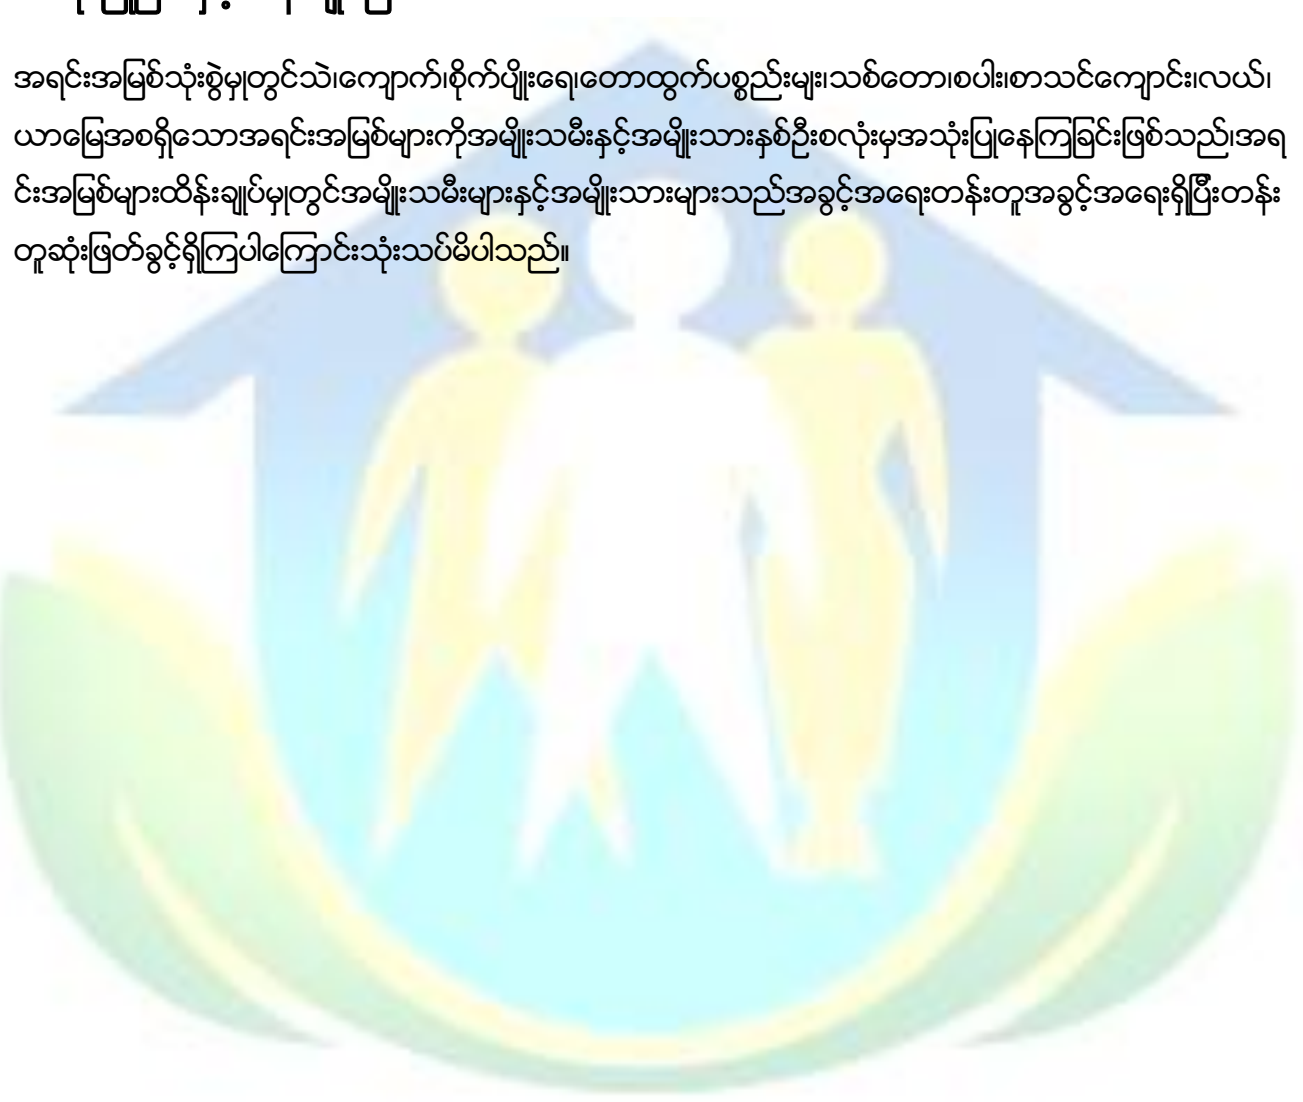 အရင်းအမြစ်သုံးစွဲမှုတွင်သဲ၊ကျောက်၊စိုက်ပျိုးရေ၊တောထွက်ပစ္စည်းမျး၊သစ်တော၊စပါး၊စာသင်ကျောင်း၊လယ်၊
ယာမြေအစရှိသောအရင်းအမြစ်များကိုအမျိုးသမီးနှင့်အမျိုးသားနှစ်ဦးစလုံးမှအသုံးပြုနေကြခြင်းဖြစ်သည်၊အရ
င်းအမြစ်များထိန်းချုပ်မှုတွင်အမျိုးသမီးများနှင့်အမျိုးသားများသည်အခွင့်အရေးတန်းတူအခွင့်အရေးရှိပြီးတန်း
တူဆုံးဖြတ်ခွင့်ရှိကြပါကြောင်းသုံးသပ်မိပါသည်။